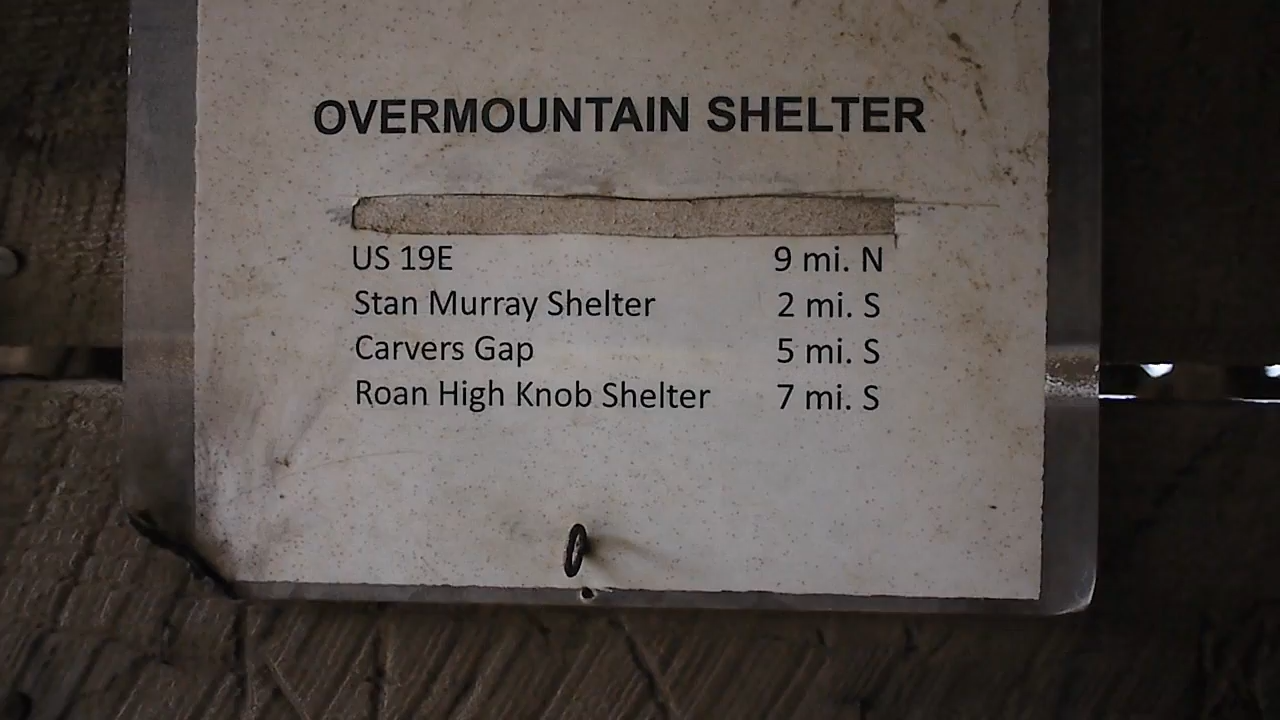 OVERMOUNTAIN SHELTER
US 19E 9 mi. N
Stan Murray Shelter 2 mi. S
Carvers Gap 5 mi. S
Roan High Knob Shelter 7 mi. S